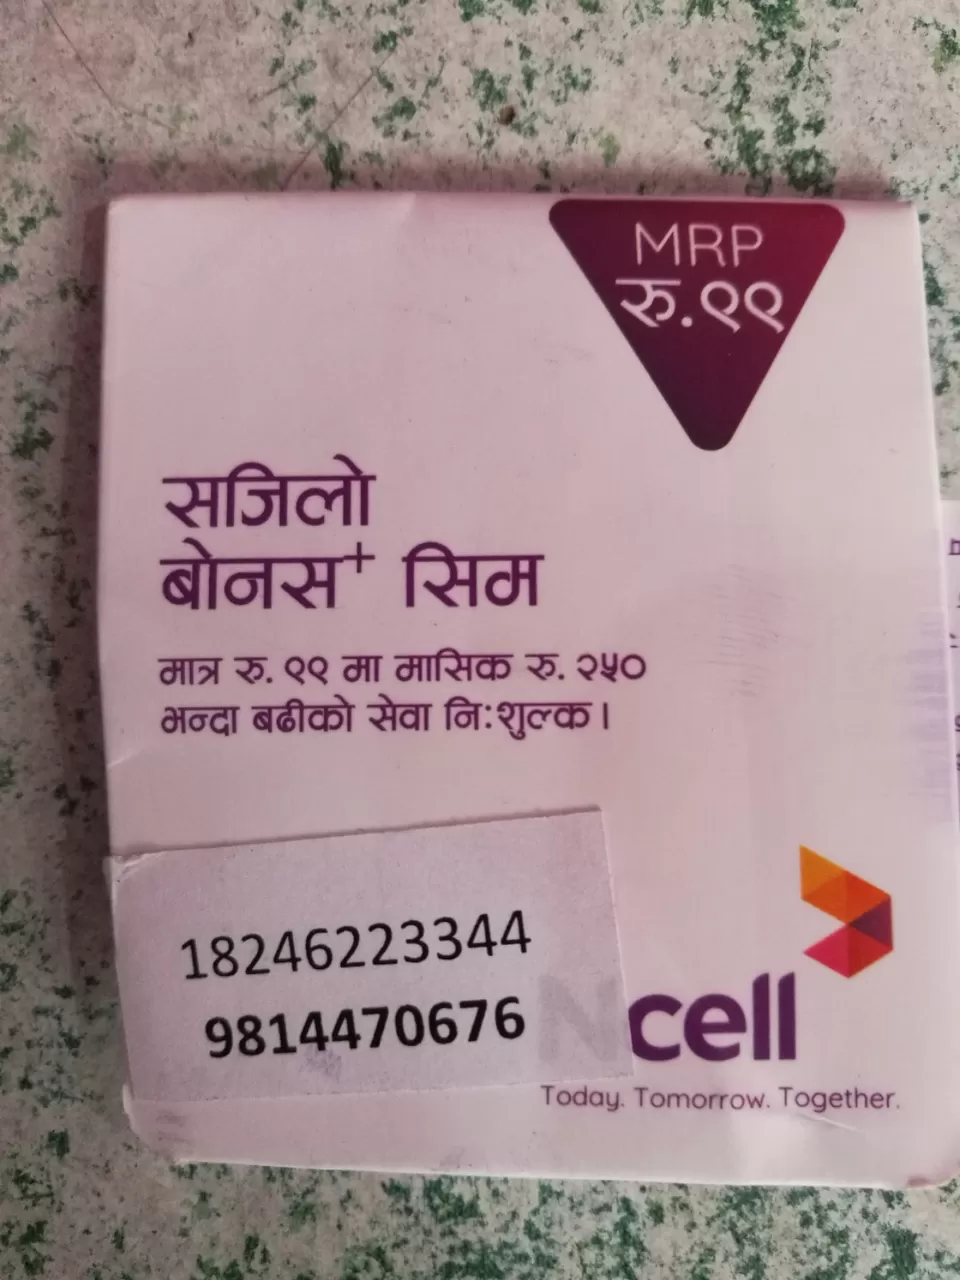 MRP
रु.९९
सजिलो
बोनस+ सिम
मात्र रु. ९९ मा मासिक रु. २५०
भन्दा बढीको सेवा नि:शुल्क।
18246223344
9814470676
Ncell
Today. Tomorrow. Together.